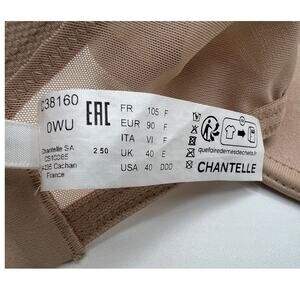 C38160
0WU
Chantelle SA
CS10085
Cachan
France
EAC
2.50
FR 105 F
EUR 90 F
ITA VI F
UK 40 E
USA 40 DDD
quefairedemesdechets.fr
CHANTELLE